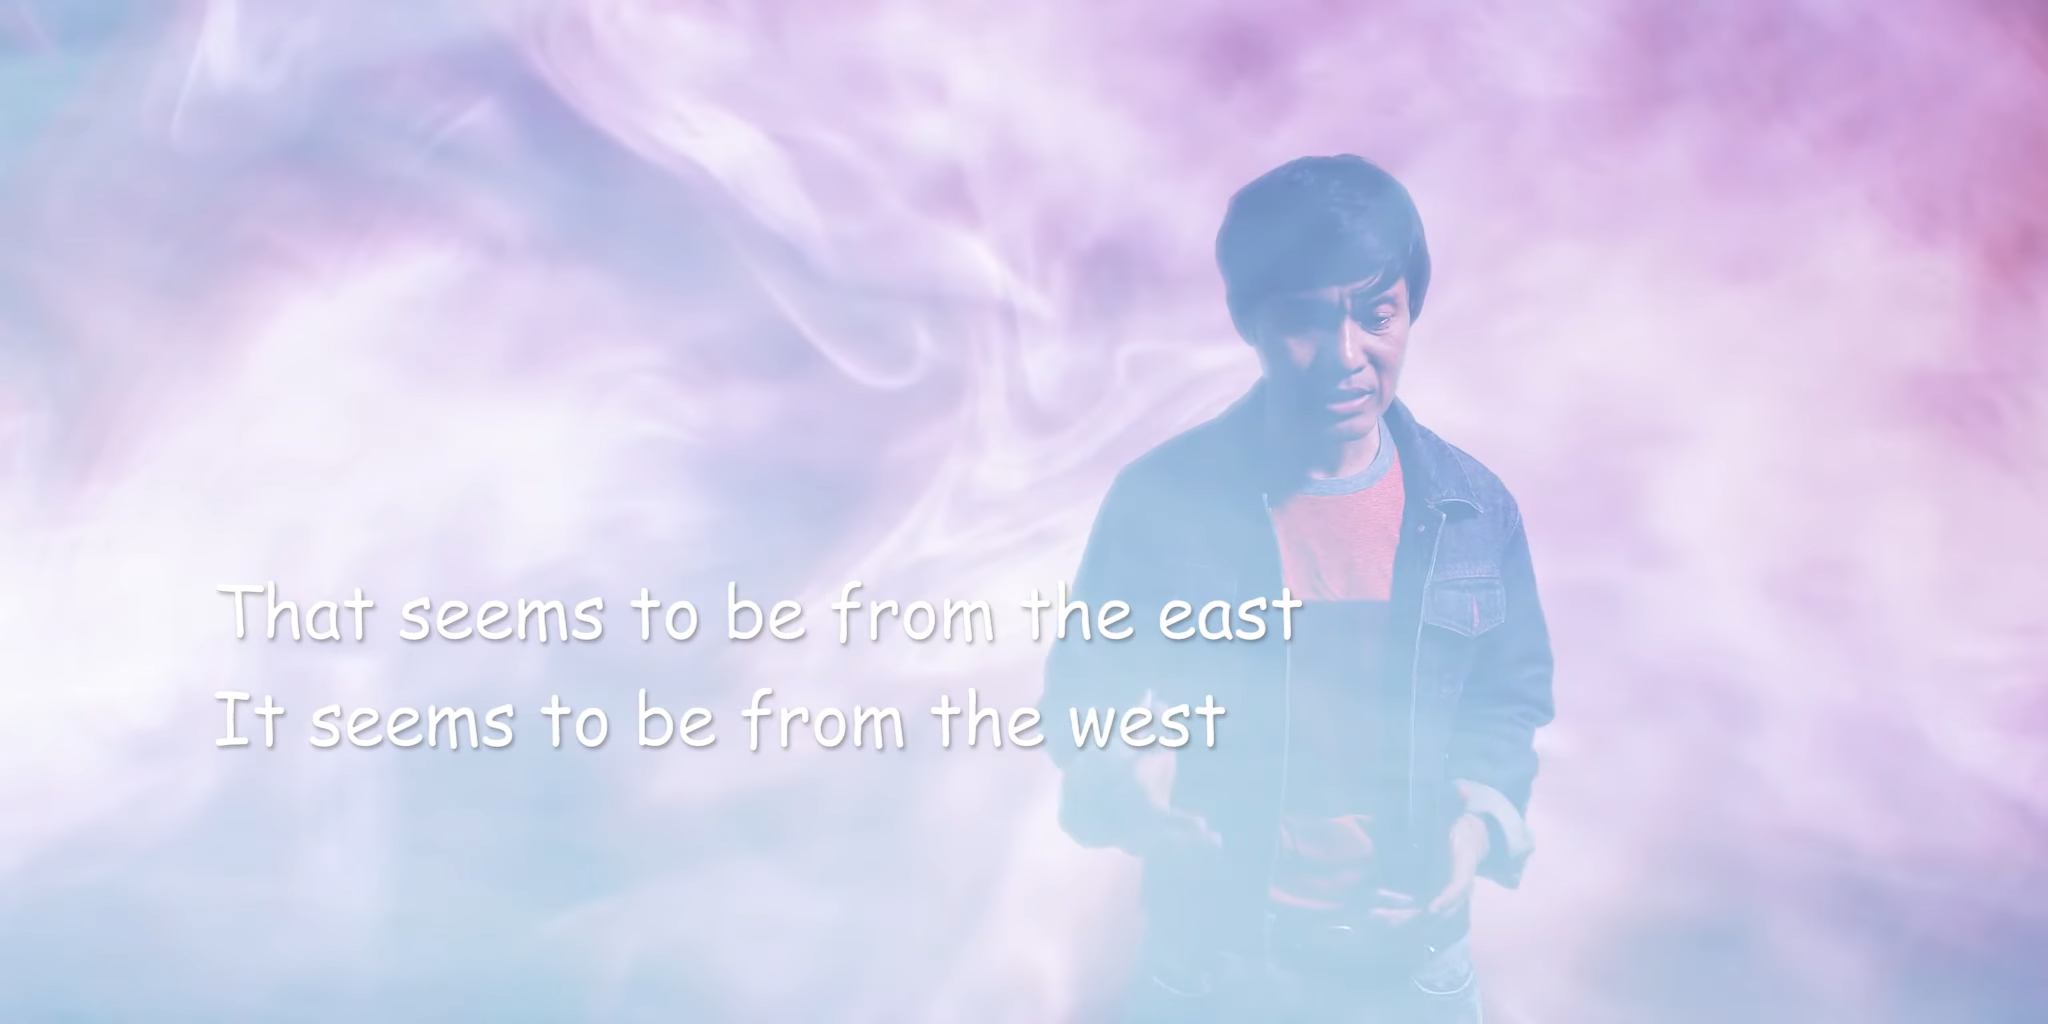 That seems to be from the east
It seems to be from the west